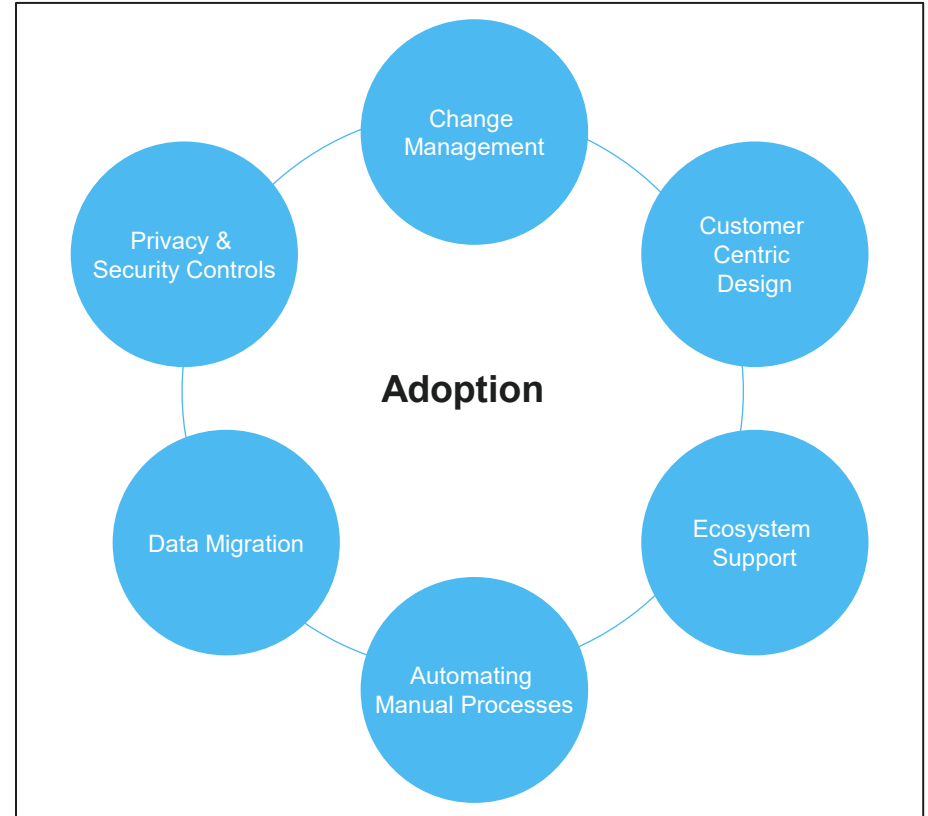 Change
Management
Customer
Centric
Design
Ecosystem
Support
Automating
Manual Processes
Data Migration
Privacy &
Security Controls
Adoption